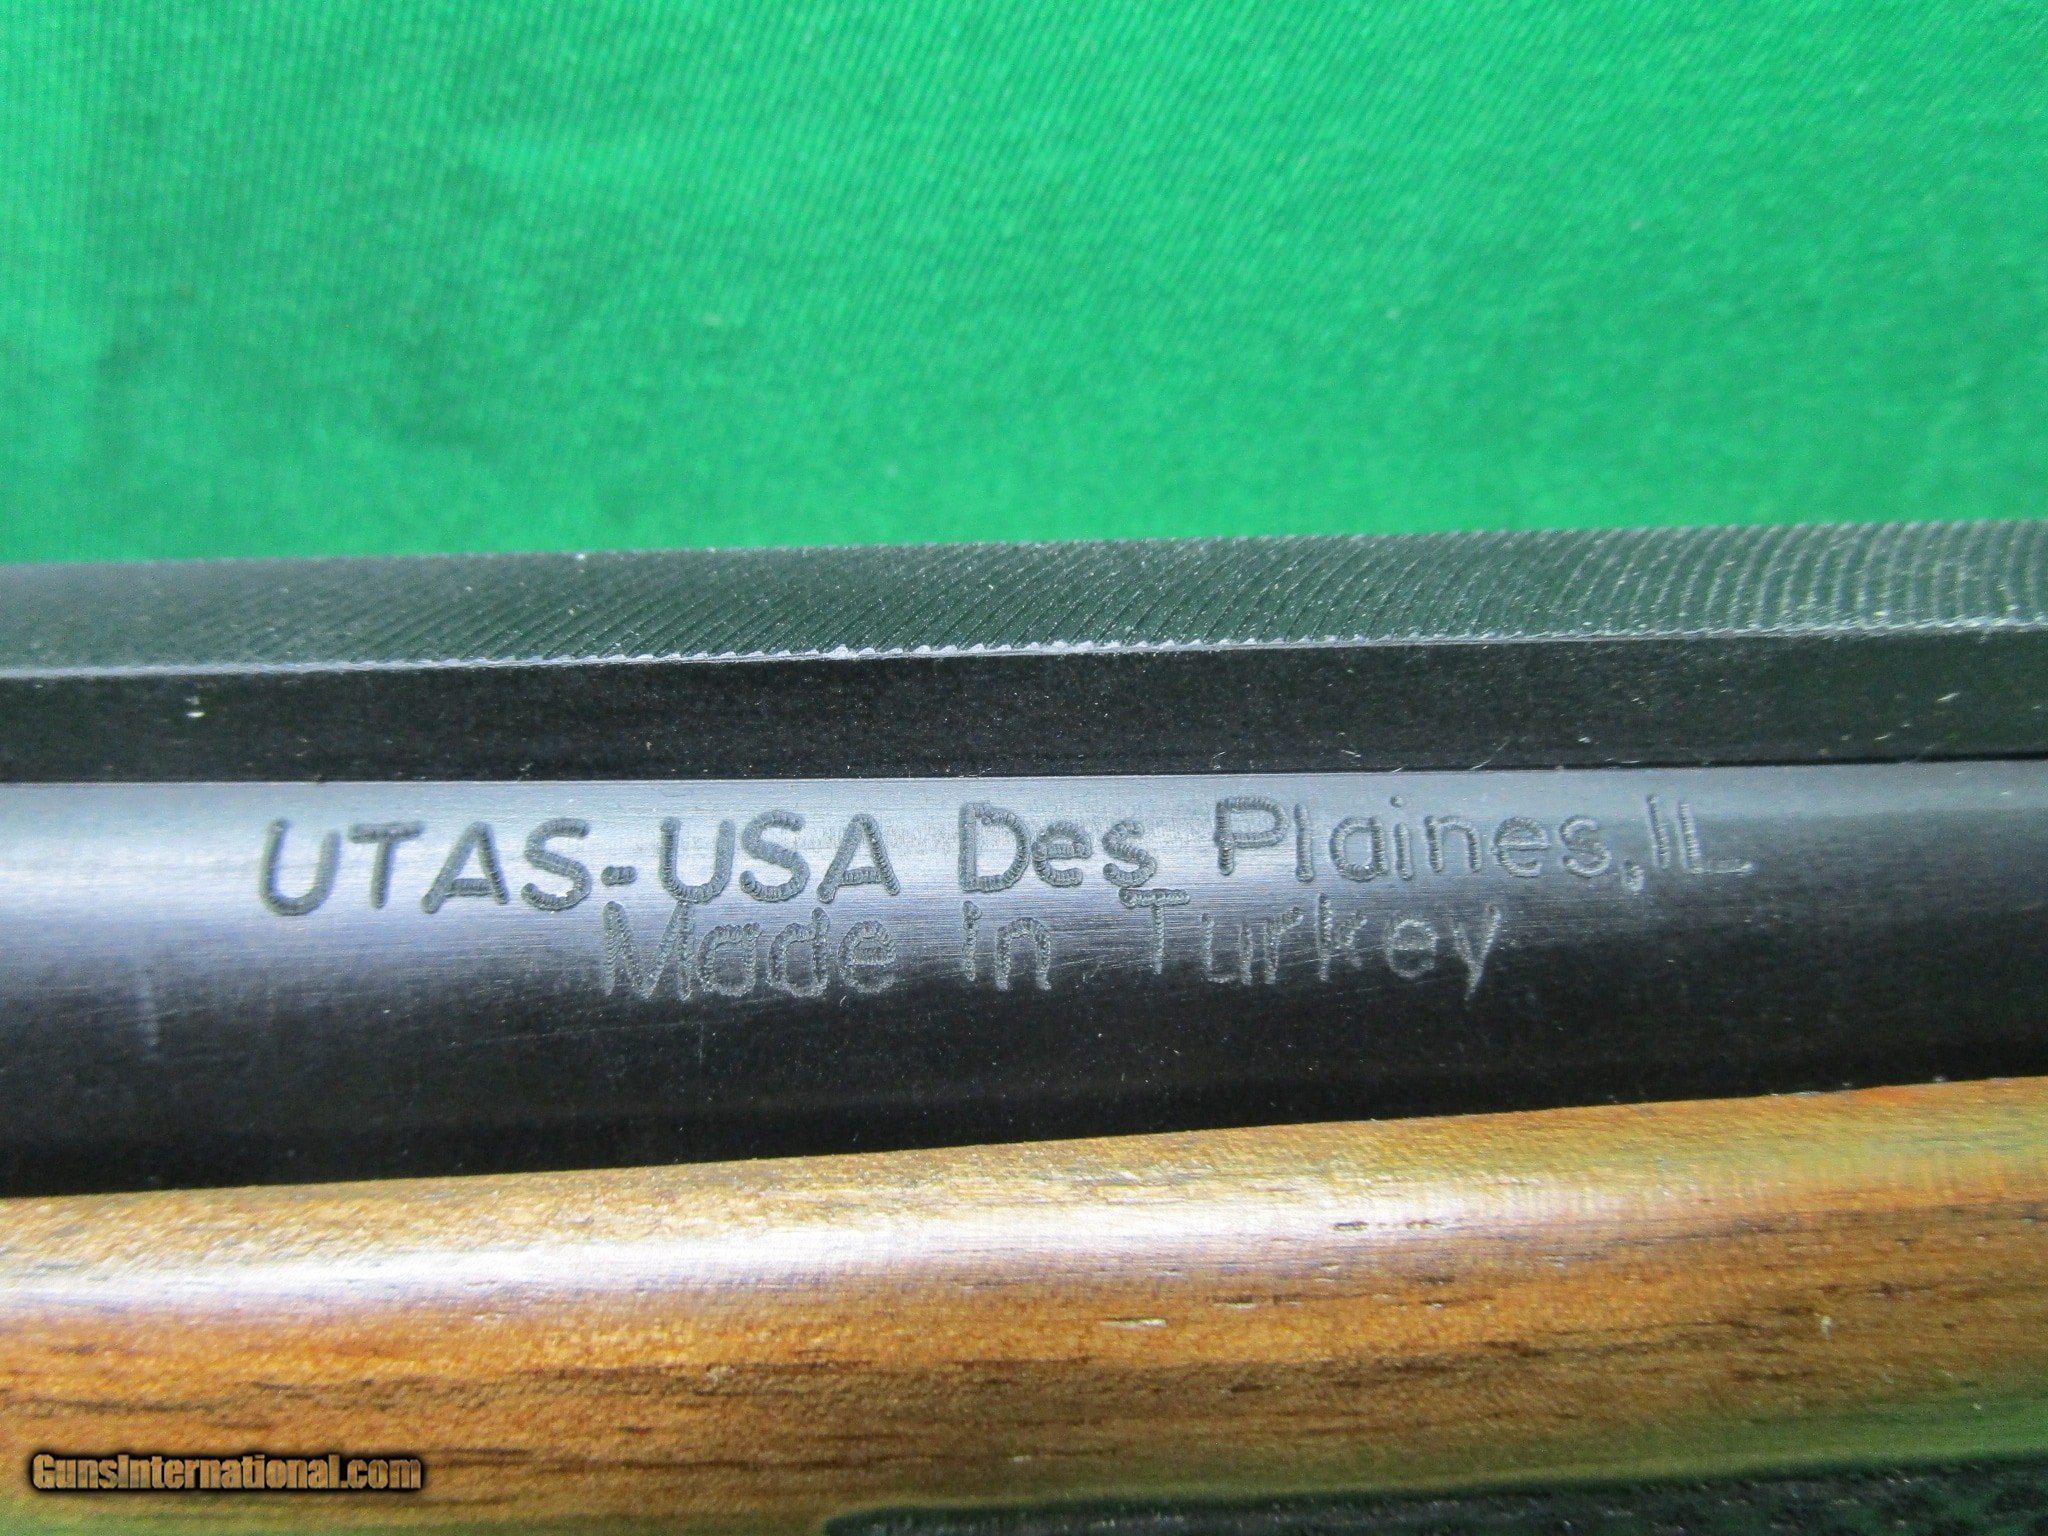 UTAS-USA Des Plaines,IL
Made in Turkey
GunsInternational.com